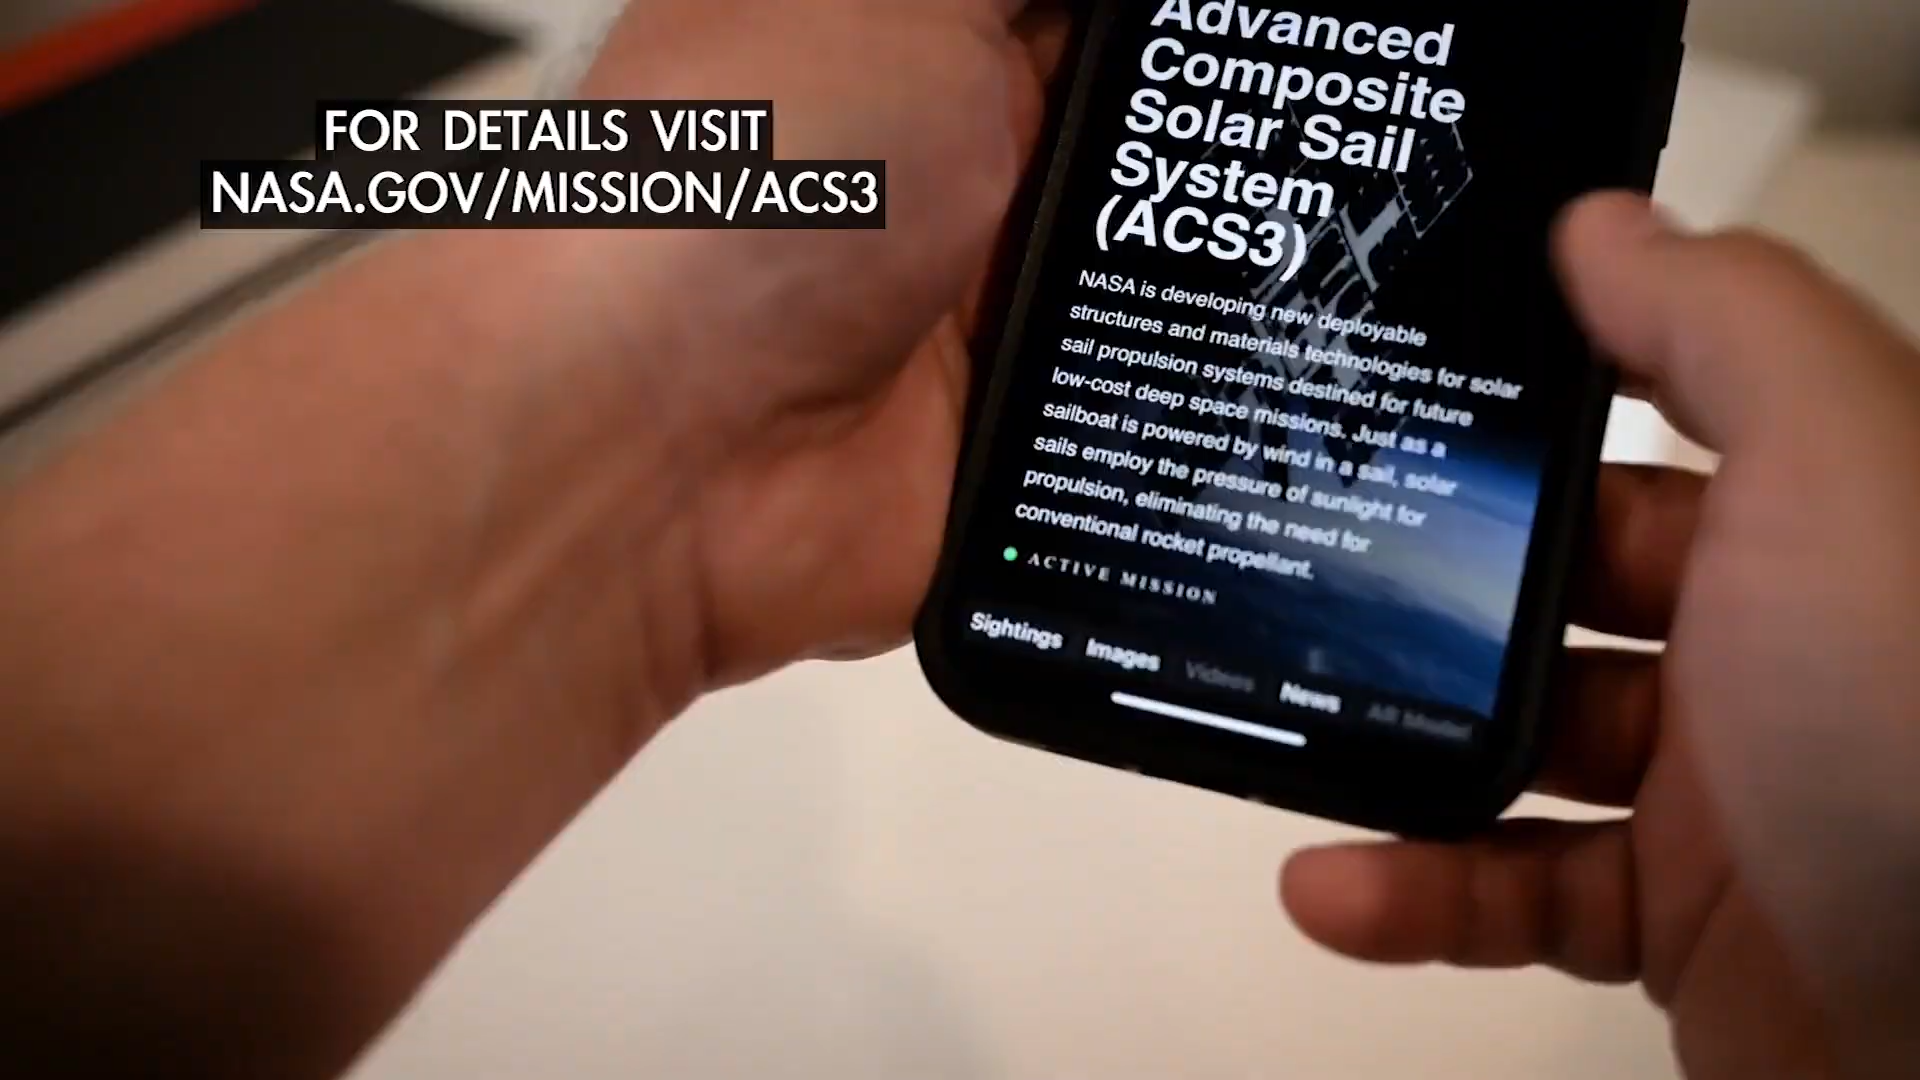 FOR DETAILS VISIT
NASA.GOV/MISSION/ACS3
Advanced
Composite
Solar Sail
System
(ACS3)
NASA is developing new deployable
structures and materials technologies for solar
sail propulsion systems destined for future
low-cost deep space missions. Just as a
sailboat is powered by wind in a sail, solar
sails employ the pressure of sunlight for
propulsion, eliminating the need for
conventional rocket propellant.
ACTIVE MISSION
Sightings Images Videos News AR Model